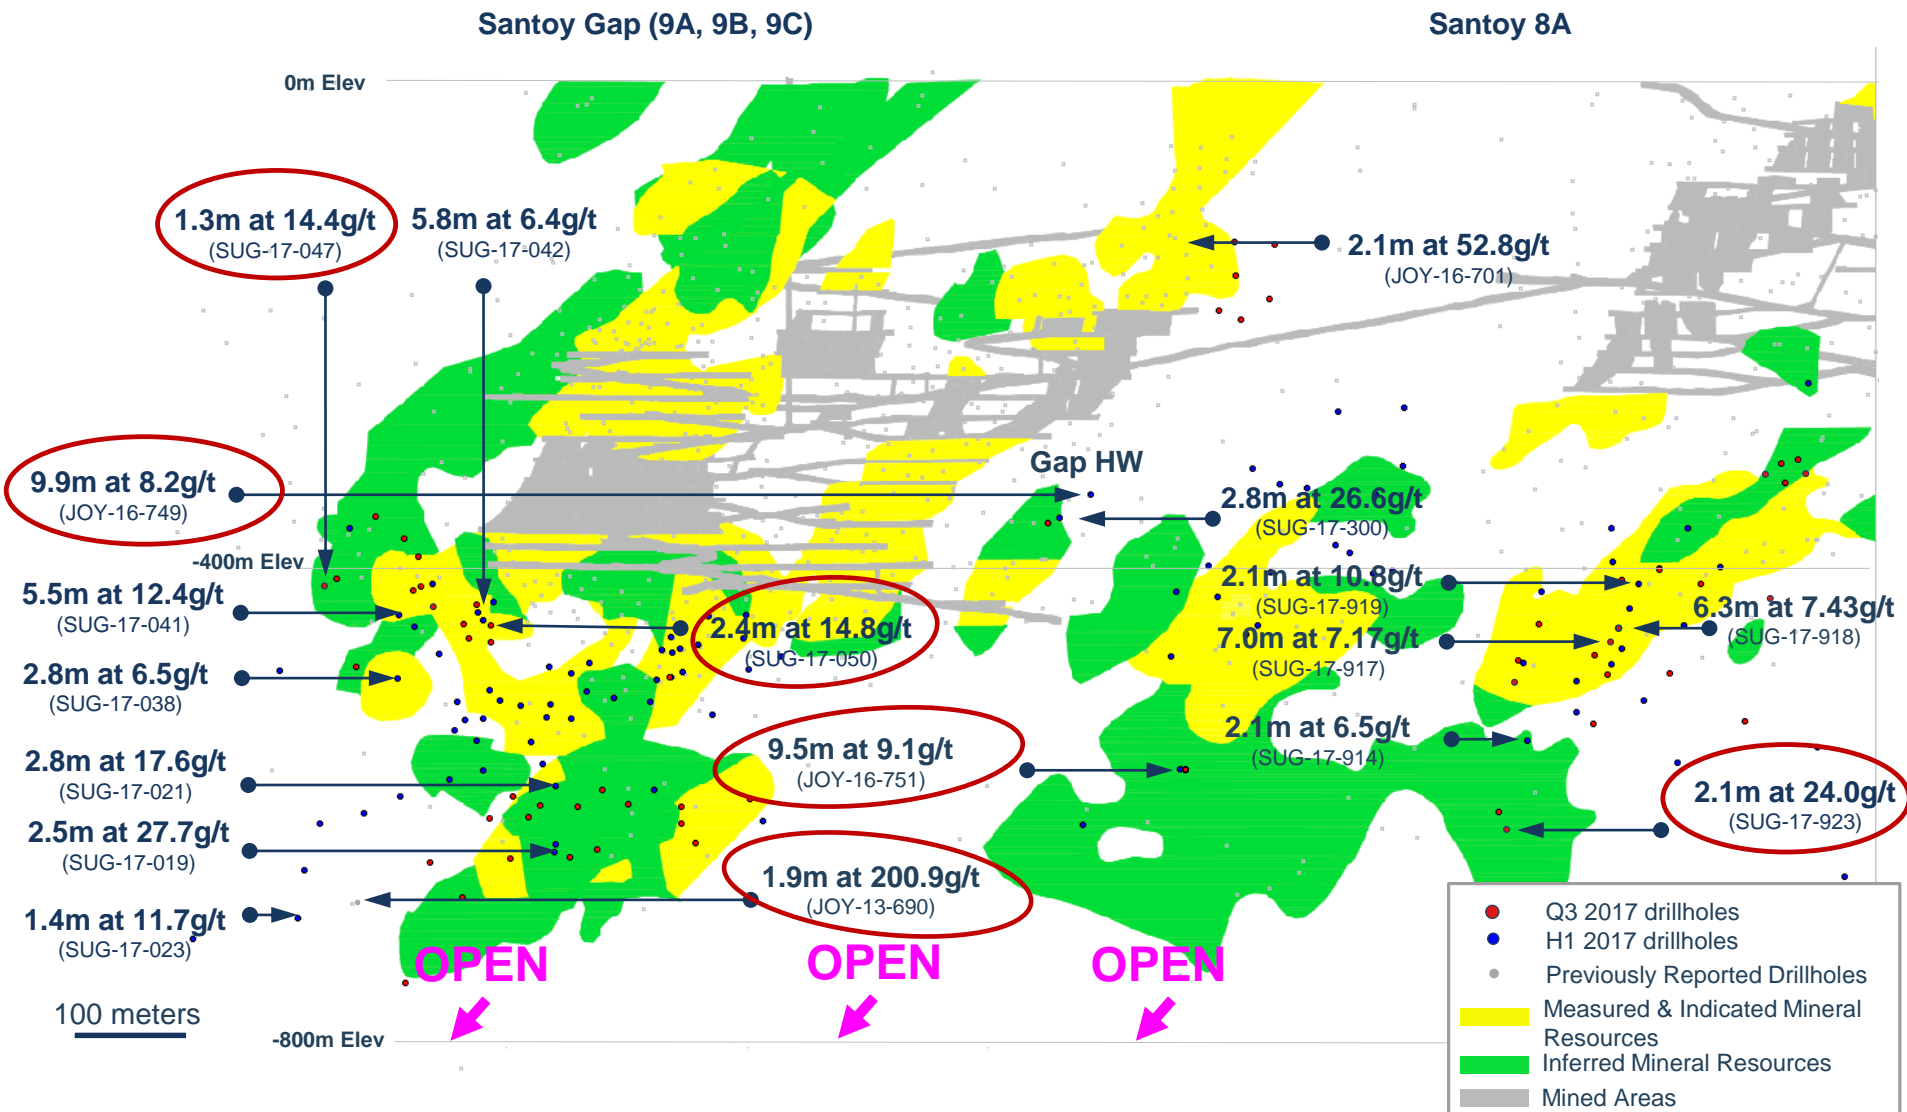 Santoy Gap (9A, 9B, 9C)
Santoy 8A
0m Elev
1.3m at 14.4g/t
(SUG-17-047)
5.8m at 6.4g/t
(SUG-17-042)
2.1m at 52.8g/t
(JOY-16-701)
Gap HW
9.9m at 8.2g/t
(JOY-16-749)
2.8m at 26.6g/t
(SUG-17-300)
-400m Elev
2.1m at 10.8g/t
(SUG-17-919)
5.5m at 12.4g/t
(SUG-17-041)
6.3m at 7.43g/t
(SUG-17-918)
2.4m at 14.8g/t
(SUG-17-050)
7.0m at 7.17g/t
(SUG-17-917)
2.8m at 6.5g/t
(SUG-17-038)
2.1m at 6.5g/t
(SUG-17-914)
9.5m at 9.1g/t
(JOY-16-751)
2.8m at 17.6g/t
(SUG-17-021)
2.1m at 24.0g/t
(SUG-17-923)
2.5m at 27.7g/t
(SUG-17-019)
1.9m at 200.9g/t
(JOY-13-690)
1.4m at 11.7g/t
(SUG-17-023)
OPEN
OPEN
OPEN
100 meters
-800m Elev
Q3 2017 drillholes
H1 2017 drillholes
Previously Reported Drillholes
Measured & Indicated Mineral
Resources
Inferred Mineral Resources
Mined Areas